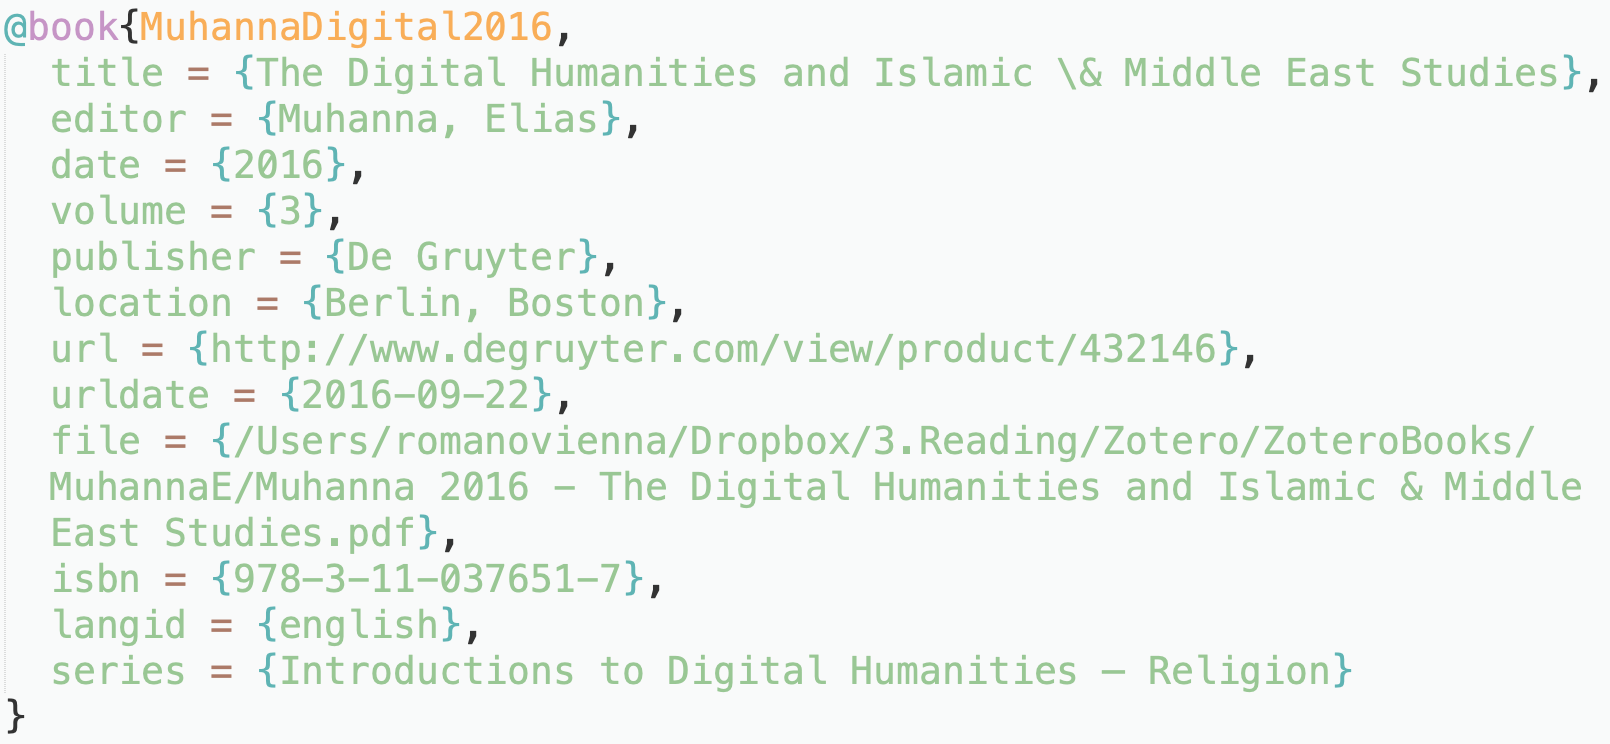 @book{MuhannaDigital2016,
title = {The Digital Humanities and Islamic \& Middle East Studies},
editor = {Muhanna, Elias},
date = {2016},
volume = {3},
publisher = {De Gruyter},
location = {Berlin, Boston},
url = {http://www.degruyter.com/view/product/432146},
urldate = {2016-09-22},
file = {/Users/romanovienna/Dropbox/3.Reading/Zotero/ZoteroBooks/
MuhannaE/Muhanna 2016 - The Digital Humanities and Islamic & Middle
East Studies.pdf},
isbn = {978-3-11-037651-7},
langid = {english},
series = {Introductions to Digital Humanities – Religion}
}